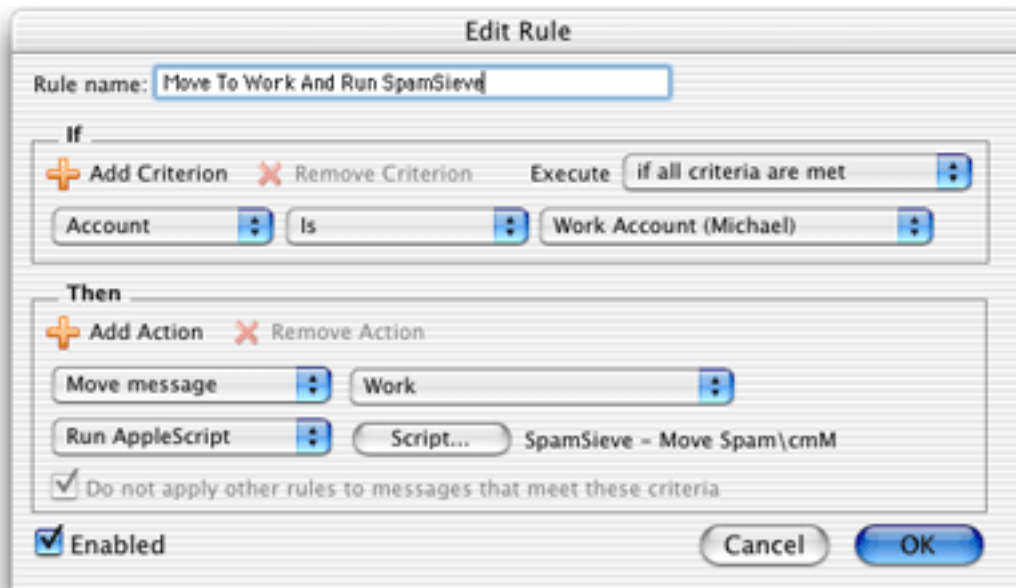 Edit Rule
Rule name: Move To Work And Run SpamSieve
If
Add Criterion Remove Criterion Execute if all criteria are met
Account Is Work Account (Michael)
Then
Add Action Remove Action
Move message Work
Run AppleScript Script... SpamSieve - Move Spam\cmM
Do not apply other rules to messages that meet these criteria
Enabled Cancel OK